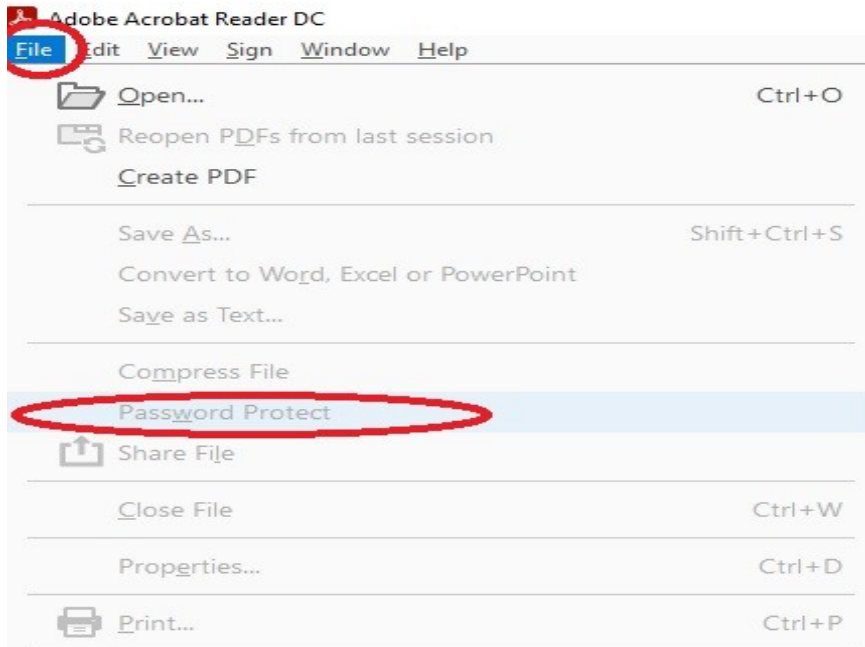 Adobe Acrobat Reader DC
File Edit View Sign Window Help
Open... Ctrl+O
Reopen PDFs from last session
Create PDF
Save As... Shift+Ctrl+S
Convert to Word, Excel or PowerPoint
Save as Text...
Compress File
Password Protect
Share File
Close File Ctrl+W
Properties... Ctrl+D
Print... Ctrl+P